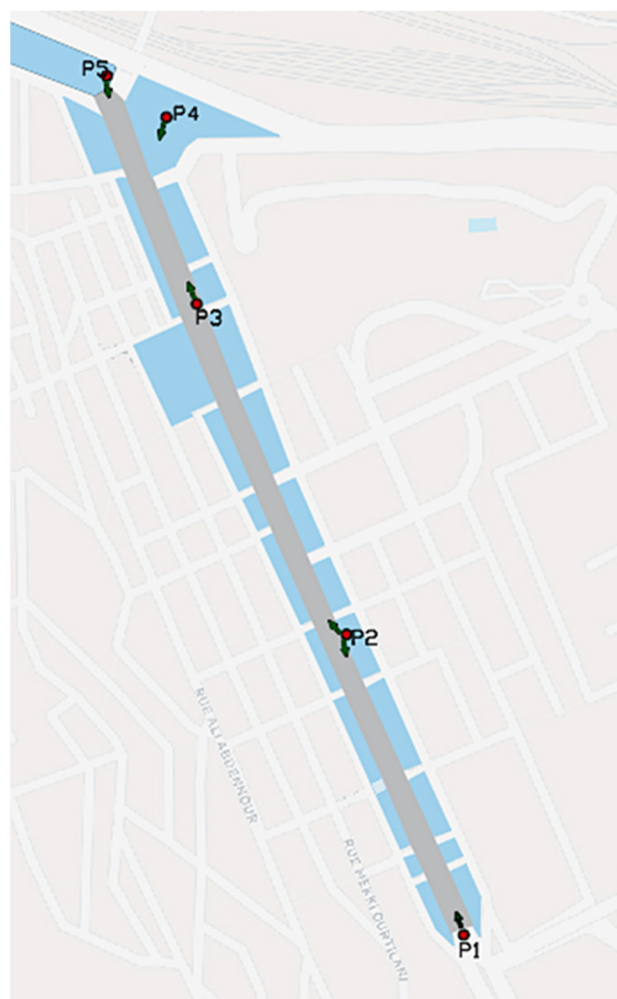 P5
P4
P3
P2
RUE ALI ABDENNOUR
RUE MEKKI OURTILANI
P1